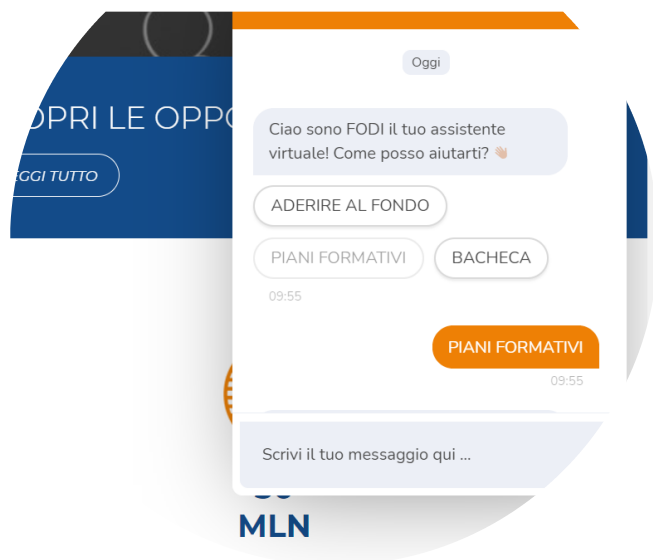 OPRI LE OPPO
EGGI TUTTO
Oggi
Ciao sono FODI il tuo assistente
virtuale! Come posso aiutarti? 👋🏼
ADERIRE AL FONDO
PIANI FORMATIVI BACHECA
09:55
PIANI FORMATIVI
09:55
Scrivi il tuo messaggio qui ...
MLN